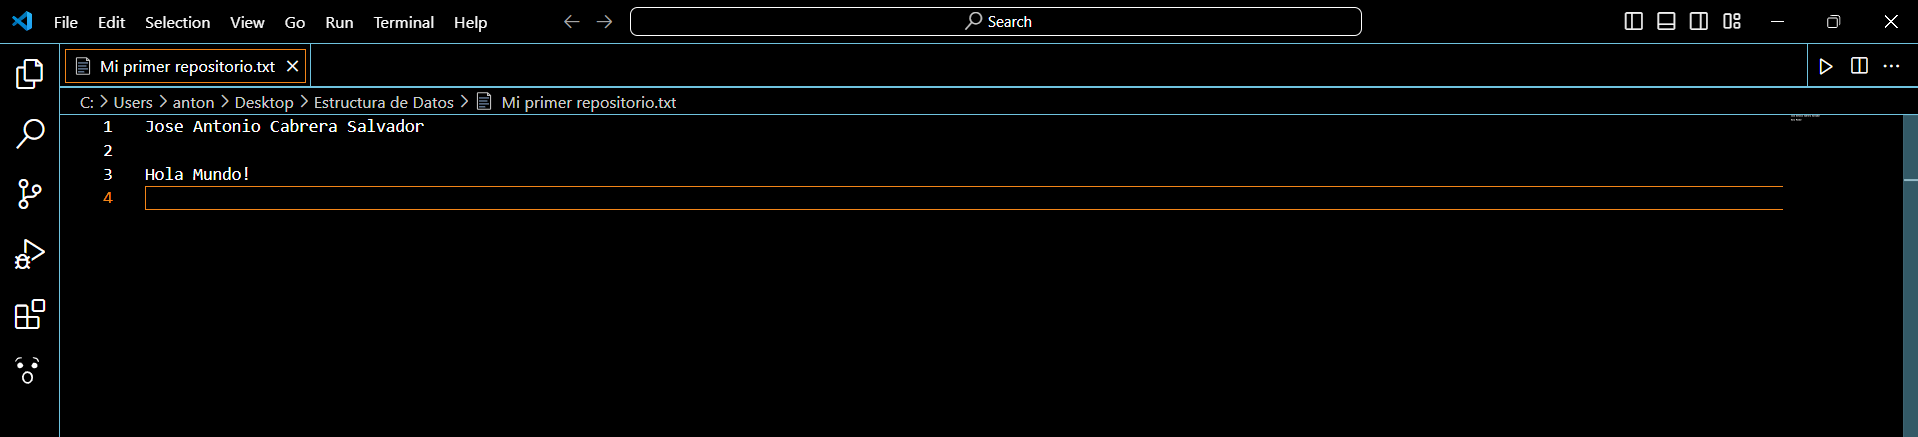 File Edit Selection View Go Run Terminal Help Search
Mi primer repositorio.txt
C: > Users > anton > Desktop > Estructura de Datos > Mi primer repositorio.txt
1 Jose Antonio Cabrera Salvador
2
3 Hola Mundo!
4